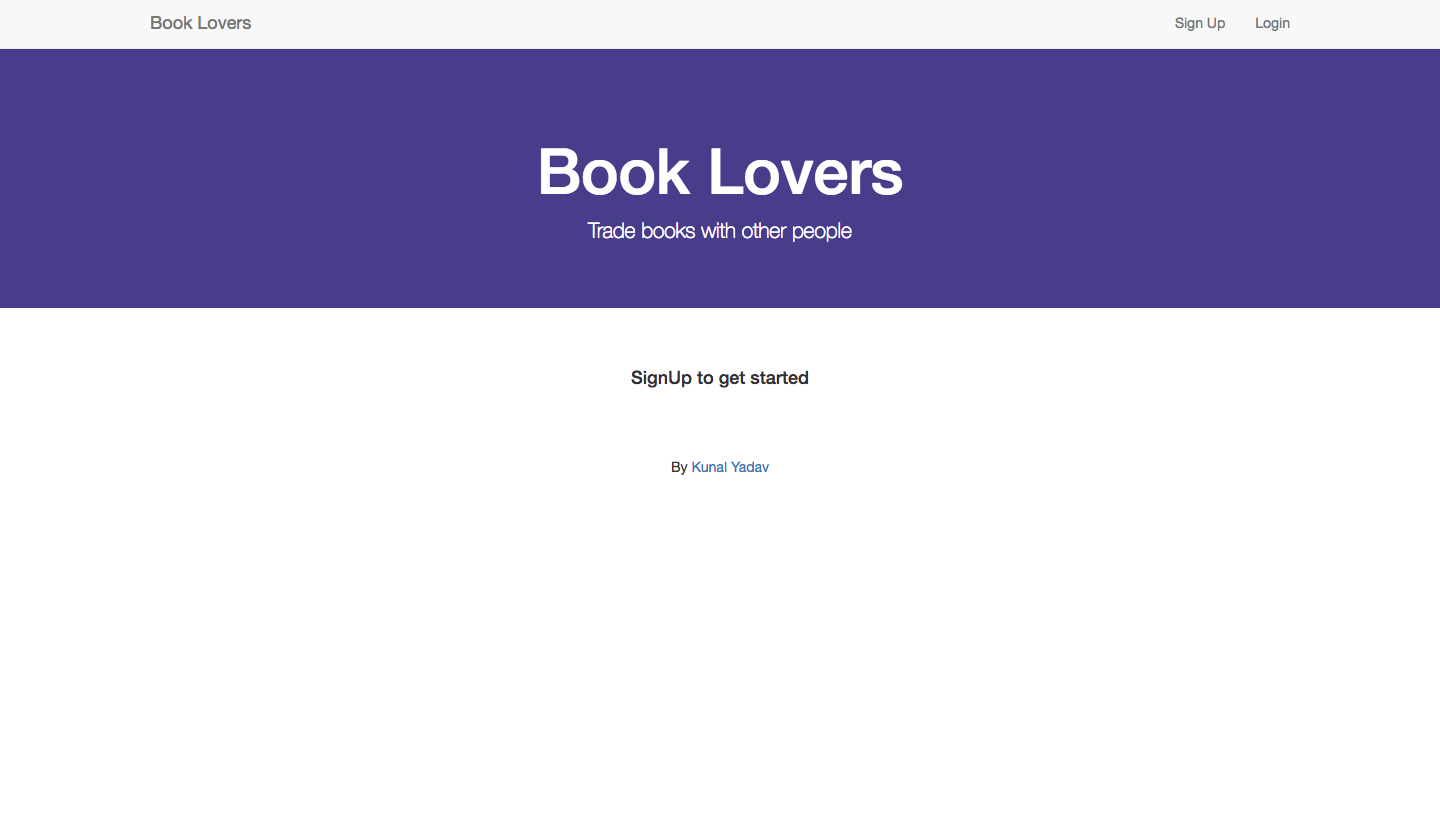 Book Lovers
Sign Up Login
Book Lovers
Trade books with other people
SignUp to get started
By Kunal Yadav